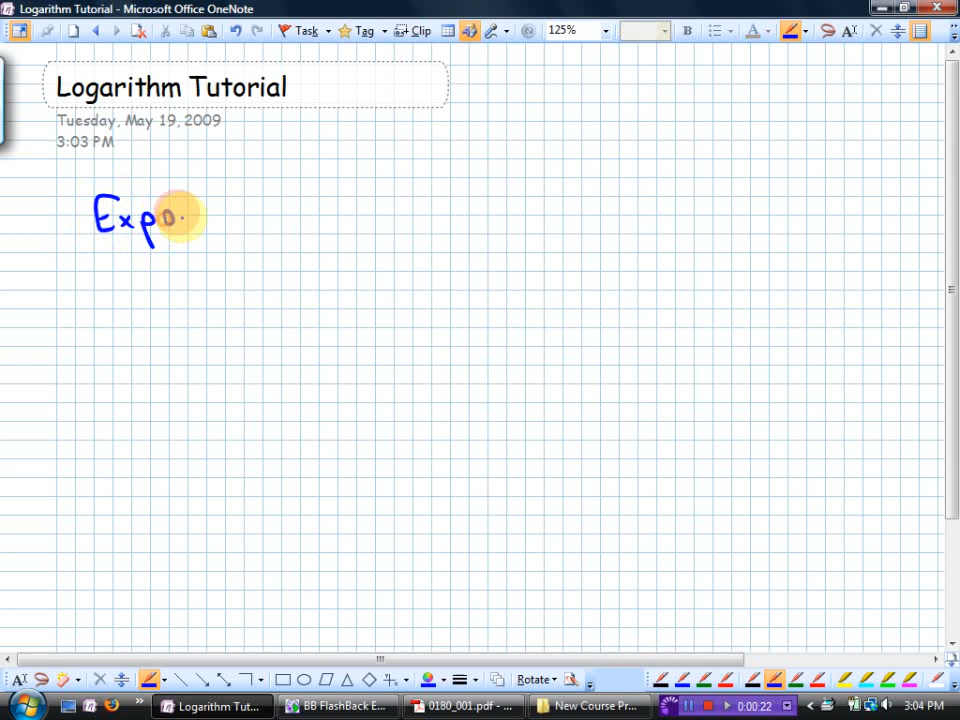 Logarithm Tutorial - Microsoft Office OneNote
Task Tag Clip 125% B A A
Logarithm Tutorial
Tuesday, May 19, 2009
3:03 PM
Expo
A Rotate
Logarithm Tut... BB FlashBack E... 0180_001.pdf - ... New Course Pr... 0:00:22 3:04 PM